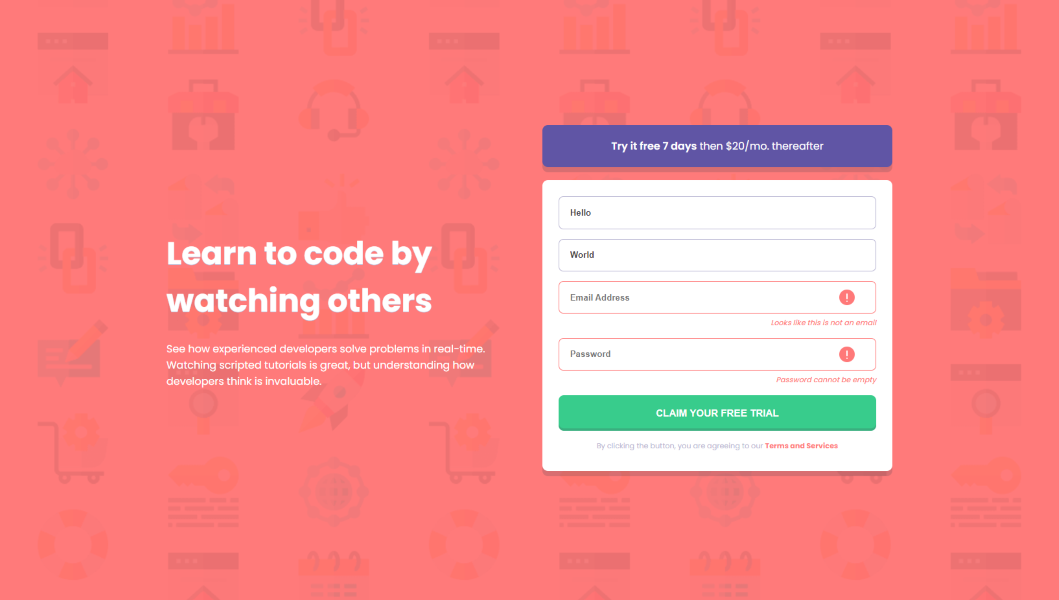 Try it free 7 days then $20/mo. thereafter
Hello
World
Learn to code by
watching others
Email Address
!
Looks like this is not an email
See how experienced developers solve problems in real-time.
Watching scripted tutorials is great, but understanding how
developers think is invaluable.
Password
!
Password cannot be empty
CLAIM YOUR FREE TRIAL
By clicking the button, you are agreeing to our Terms and Services